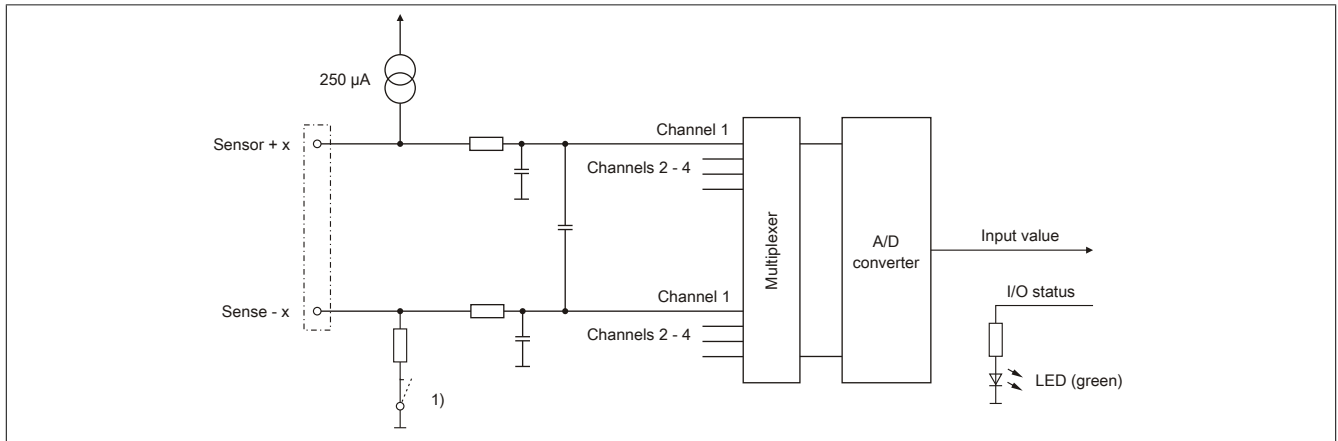 250 µA
Sensor + x
Channel 1
Channels 2 - 4
Multiplexer
A/D
converter
Input value
I/O status
Sense - x
Channel 1
Channels 2 - 4
LED (green)
1)